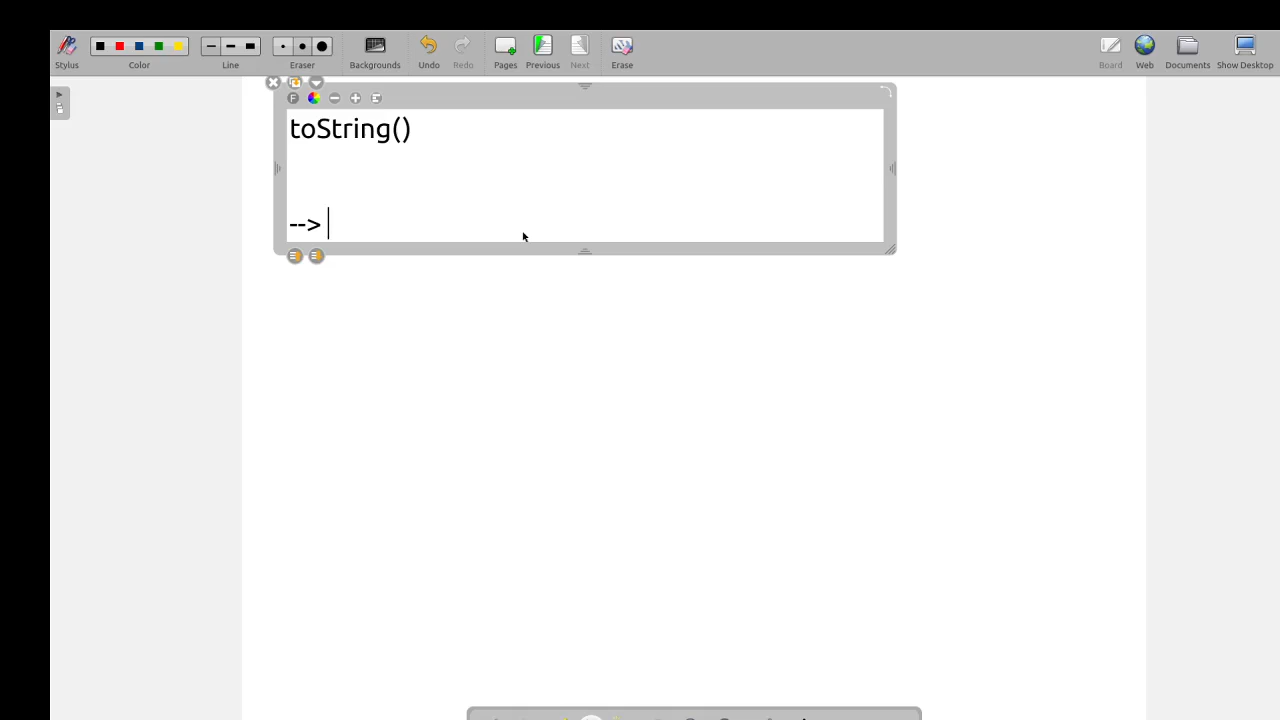 Stylus
Color
Line
Eraser
Backgrounds
Undo
Redo
Pages
Previous
Next
Erase
Board
Web
Documents
Show Desktop
F
toString()
-->